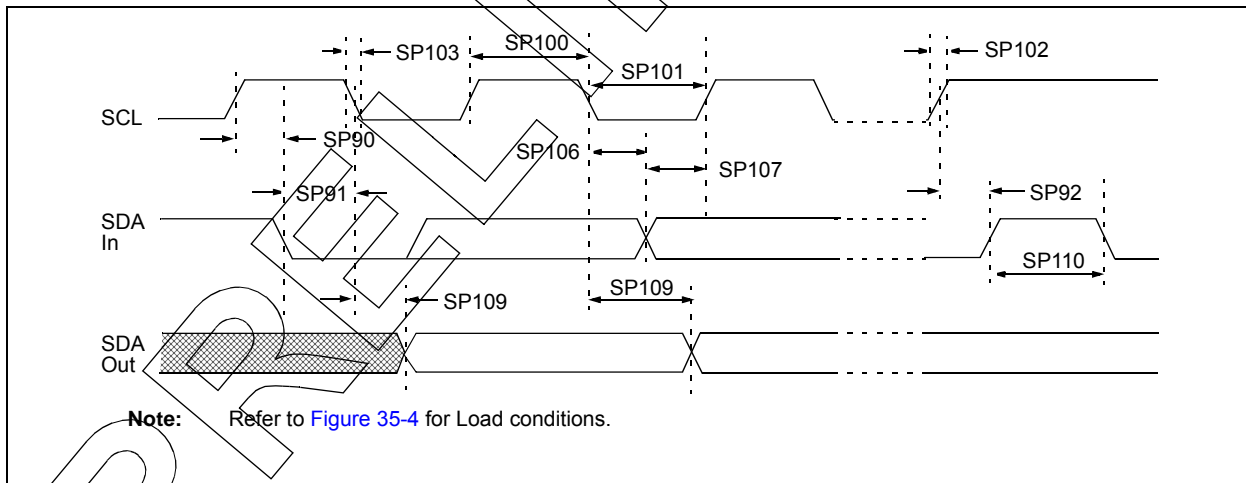 SP103
SP100
SP102
SP101
SCL
SP90
SP106
SP107
SP91
SP92
SDA
In
SP110
SP109
SP109
SDA
Out
Note: Refer to Figure 35-4 for Load conditions.